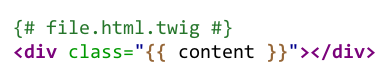 {# file.html.twig #}
<div class="{{ content }}"></div>